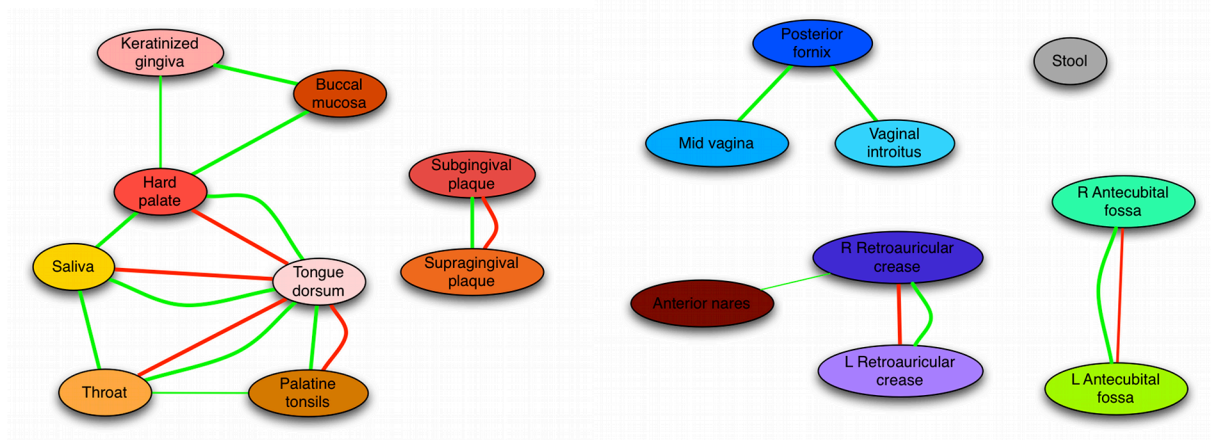 Keratinized
gingiva
Buccal
mucosa
Hard
palate
Saliva
Tongue
dorsum
Throat
Palatine
tonsils
Subgingival
plaque
Supragingival
plaque
Posterior
fornix
Mid vagina
Vaginal
introitus
Stool
R Antecubital
fossa
R Retroauricular
crease
Anterior nares
L Retroauricular
crease
L Antecubital
fossa